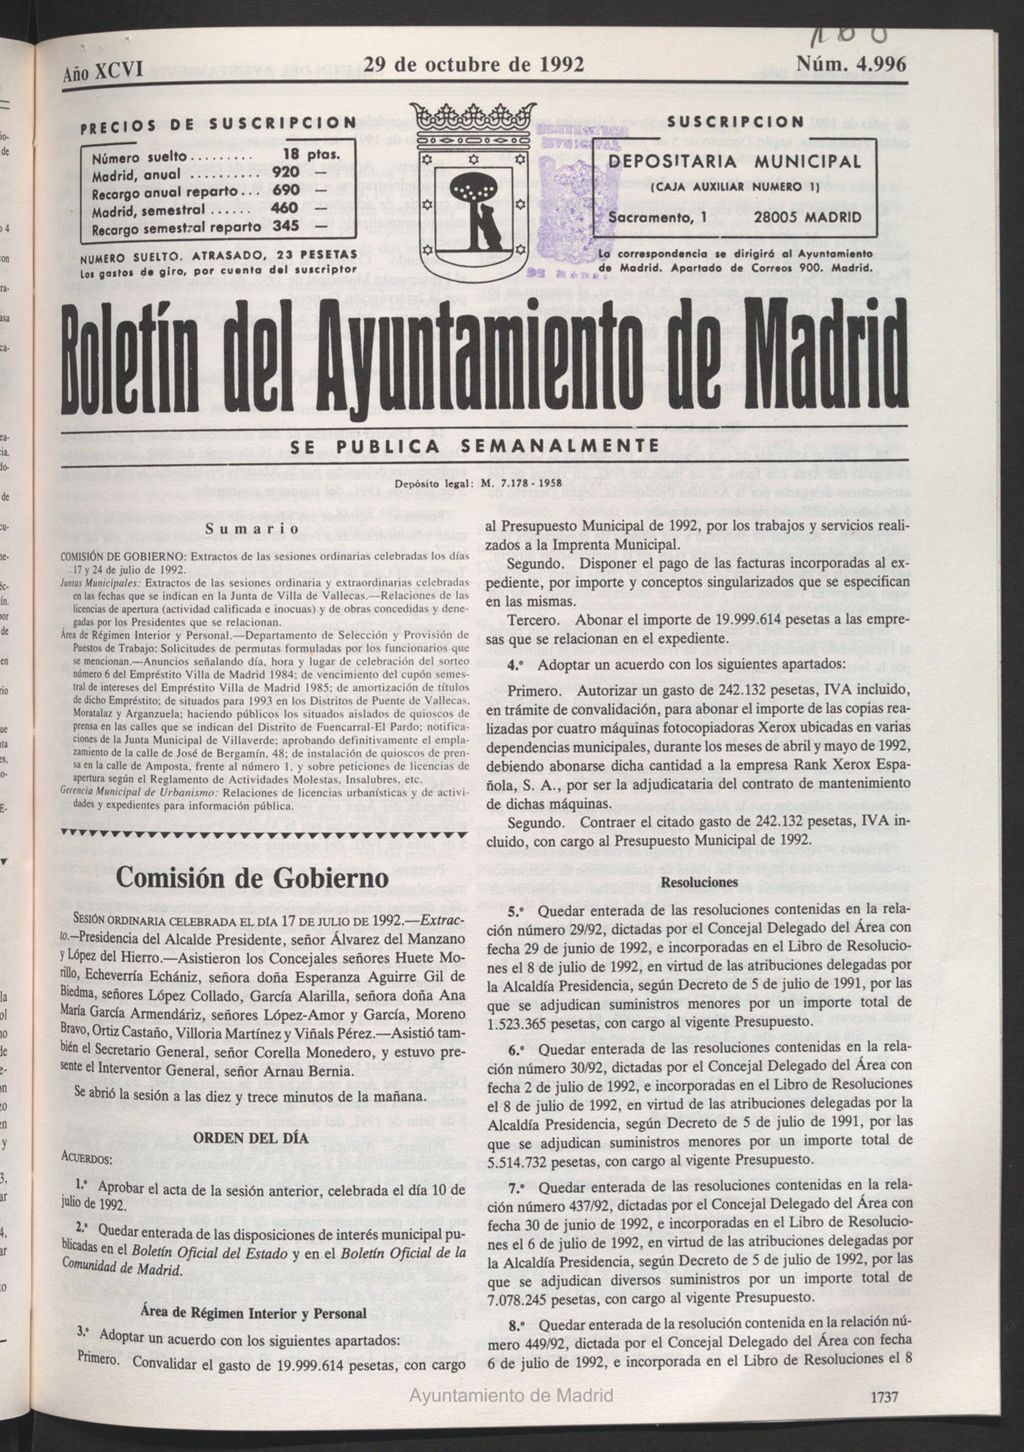 Año XCVI
29 de octubre de 1992
Núm. 4.996
PRECIOS DE SUSCRIPCION
Número suelto......... 18 ptas.
Madrid, anual .......... 920 —
Recargo anual reparto... 690 —
Madrid, semestral ...... 460 —
Recargo semestral reparto 345 —
NUMERO SUELTO. ATRASADO, 23 PESETAS
Los gastos de giro, por cuenta del suscriptor
SUSCRIPCION
DEPOSITARIA MUNICIPAL
(CAJA AUXILIAR NUMERO 1)
Sacramento, 1 28005 MADRID
La correspondencia se dirigirá al Ayuntamiento
de Madrid. Apartado de Correos 900. Madrid.
Boletín del Ayuntamiento de Madrid
SE PUBLICA SEMANALMENTE
Depósito legal: M. 7.178 - 1958
Sumario
COMISIÓN DE GOBIERNO: Extractos de las sesiones ordinarias celebradas los días
17 y 24 de julio de 1992.
Juntas Municipales: Extractos de las sesiones ordinaria y extraordinarias celebradas
en las fechas que se indican en la Junta de Villa de Vallecas.—Relaciones de las
licencias de apertura (actividad calificada e inocuas) y de obras concedidas y dene-
gadas por los Presidentes que se relacionan.
Área de Régimen Interior y Personal.—Departamento de Selección y Provisión de
Puestos de Trabajo: Solicitudes de permutas formuladas por los funcionarios que
se mencionan.—Anuncios señalando día, hora y lugar de celebración del sorteo
número 6 del Empréstito Villa de Madrid 1984; de vencimiento del cupón semes-
tral de intereses del Empréstito Villa de Madrid 1985; de amortización de títulos
de dicho Empréstito; de situados para 1993 en los Distritos de Puente de Vallecas,
Moratalaz y Arganzuela; haciendo públicos los situados aislados de quioscos de
prensa en las calles que se indican del Distrito de Fuencarral-El Pardo; notifica-
ciones de la Junta Municipal de Villaverde; aprobando definitivamente el empla-
zamiento de la calle de José de Bergamín, 48; de instalación de quioscos de pren-
sa en la calle de Amposta, frente al número 1, y sobre peticiones de licencias de
apertura según el Reglamento de Actividades Molestas, Insalubres, etc.
Gerencia Municipal de Urbanismo: Relaciones de licencias urbanísticas y de activi-
dades y expedientes para información pública.
Comisión de Gobierno
SESIÓN ORDINARIA CELEBRADA EL DÍA 17 DE JULIO DE 1992.—Extrac-
to.—Presidencia del Alcalde Presidente, señor Álvarez del Manzano
y López del Hierro.—Asistieron los Concejales señores Huete Mo-
rillo, Echeverría Echániz, señora doña Esperanza Aguirre Gil de
Biedma, señores López Collado, García Alarilla, señora doña Ana
María García Armendáriz, señores López-Amor y García, Moreno
Bravo, Ortiz Castaño, Villoria Martínez y Viñals Pérez.—Asistió tam-
bién el Secretario General, señor Corella Monedero, y estuvo pre-
sente el Interventor General, señor Arnau Bernia.
Se abrió la sesión a las diez y trece minutos de la mañana.
ORDEN DEL DÍA
ACUERDOS:
1.º Aprobar el acta de la sesión anterior, celebrada el día 10 de
julio de 1992.
2.º Quedar enterada de las disposiciones de interés municipal pu-
blicadas en el Boletín Oficial del Estado y en el Boletín Oficial de la
Comunidad de Madrid.
Área de Régimen Interior y Personal
3.º Adoptar un acuerdo con los siguientes apartados:
Primero. Convalidar el gasto de 19.999.614 pesetas, con cargo
al Presupuesto Municipal de 1992, por los trabajos y servicios reali-
zados a la Imprenta Municipal.
Segundo. Disponer el pago de las facturas incorporadas al ex-
pediente, por importe y conceptos singularizados que se especifican
en las mismas.
Tercero. Abonar el importe de 19.999.614 pesetas a las empre-
sas que se relacionan en el expediente.
4.º Adoptar un acuerdo con los siguientes apartados:
Primero. Autorizar un gasto de 242.132 pesetas, IVA incluido,
en trámite de convalidación, para abonar el importe de las copias rea-
lizadas por cuatro máquinas fotocopiadoras Xerox ubicadas en varias
dependencias municipales, durante los meses de abril y mayo de 1992,
debiendo abonarse dicha cantidad a la empresa Rank Xerox Espa-
ñola, S. A., por ser la adjudicataria del contrato de mantenimiento
de dichas máquinas.
Segundo. Contraer el citado gasto de 242.132 pesetas, IVA in-
cluido, con cargo al Presupuesto Municipal de 1992.
Resoluciones
5.º Quedar enterada de las resoluciones contenidas en la rela-
ción número 29/92, dictadas por el Concejal Delegado del Área con
fecha 29 de junio de 1992, e incorporadas en el Libro de Resolucio-
nes el 8 de julio de 1992, en virtud de las atribuciones delegadas por
la Alcaldía Presidencia, según Decreto de 5 de julio de 1991, por las
que se adjudican suministros menores por un importe total de
1.523.365 pesetas, con cargo al vigente Presupuesto.
6.º Quedar enterada de las resoluciones contenidas en la rela-
ción número 30/92, dictadas por el Concejal Delegado del Área con
fecha 2 de julio de 1992, e incorporadas en el Libro de Resoluciones
el 8 de julio de 1992, en virtud de las atribuciones delegadas por la
Alcaldía Presidencia, según Decreto de 5 de julio de 1991, por las
que se adjudican suministros menores por un importe total de
5.514.732 pesetas, con cargo al vigente Presupuesto.
7.º Quedar enterada de las resoluciones contenidas en la rela-
ción número 437/92, dictadas por el Concejal Delegado del Área con
fecha 30 de junio de 1992, e incorporadas en el Libro de Resolucio-
nes el 6 de julio de 1992, en virtud de las atribuciones delegadas por
la Alcaldía Presidencia, según Decreto de 5 de julio de 1992, por las
que se adjudican diversos suministros por un importe total de
7.078.245 pesetas, con cargo al vigente Presupuesto.
8.º Quedar enterada de la resolución contenida en la relación nú-
mero 449/92, dictada por el Concejal Delegado del Área con fecha
6 de julio de 1992, e incorporada en el Libro de Resoluciones el 8
Ayuntamiento de Madrid
1737